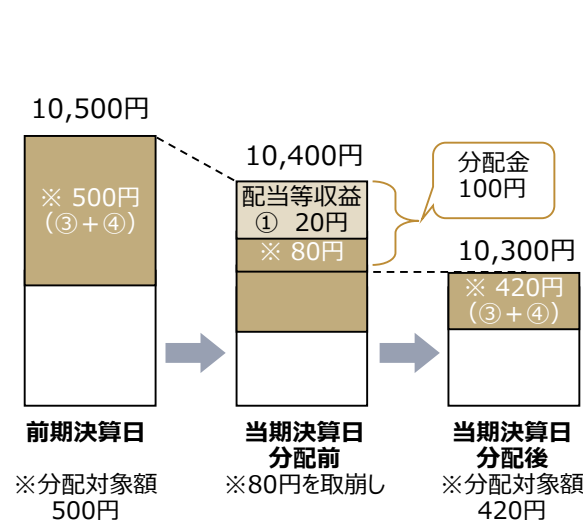 10,500円
※ 500円
（③＋④）
10,400円
配当等収益
① 20円
※ 80円
分配金
100円
10,300円
※ 420円
（③＋④）
前期決算日
※分配対象額
500円
当期決算日
分配前
※80円を取崩し
当期決算日
分配後
※分配対象額
420円